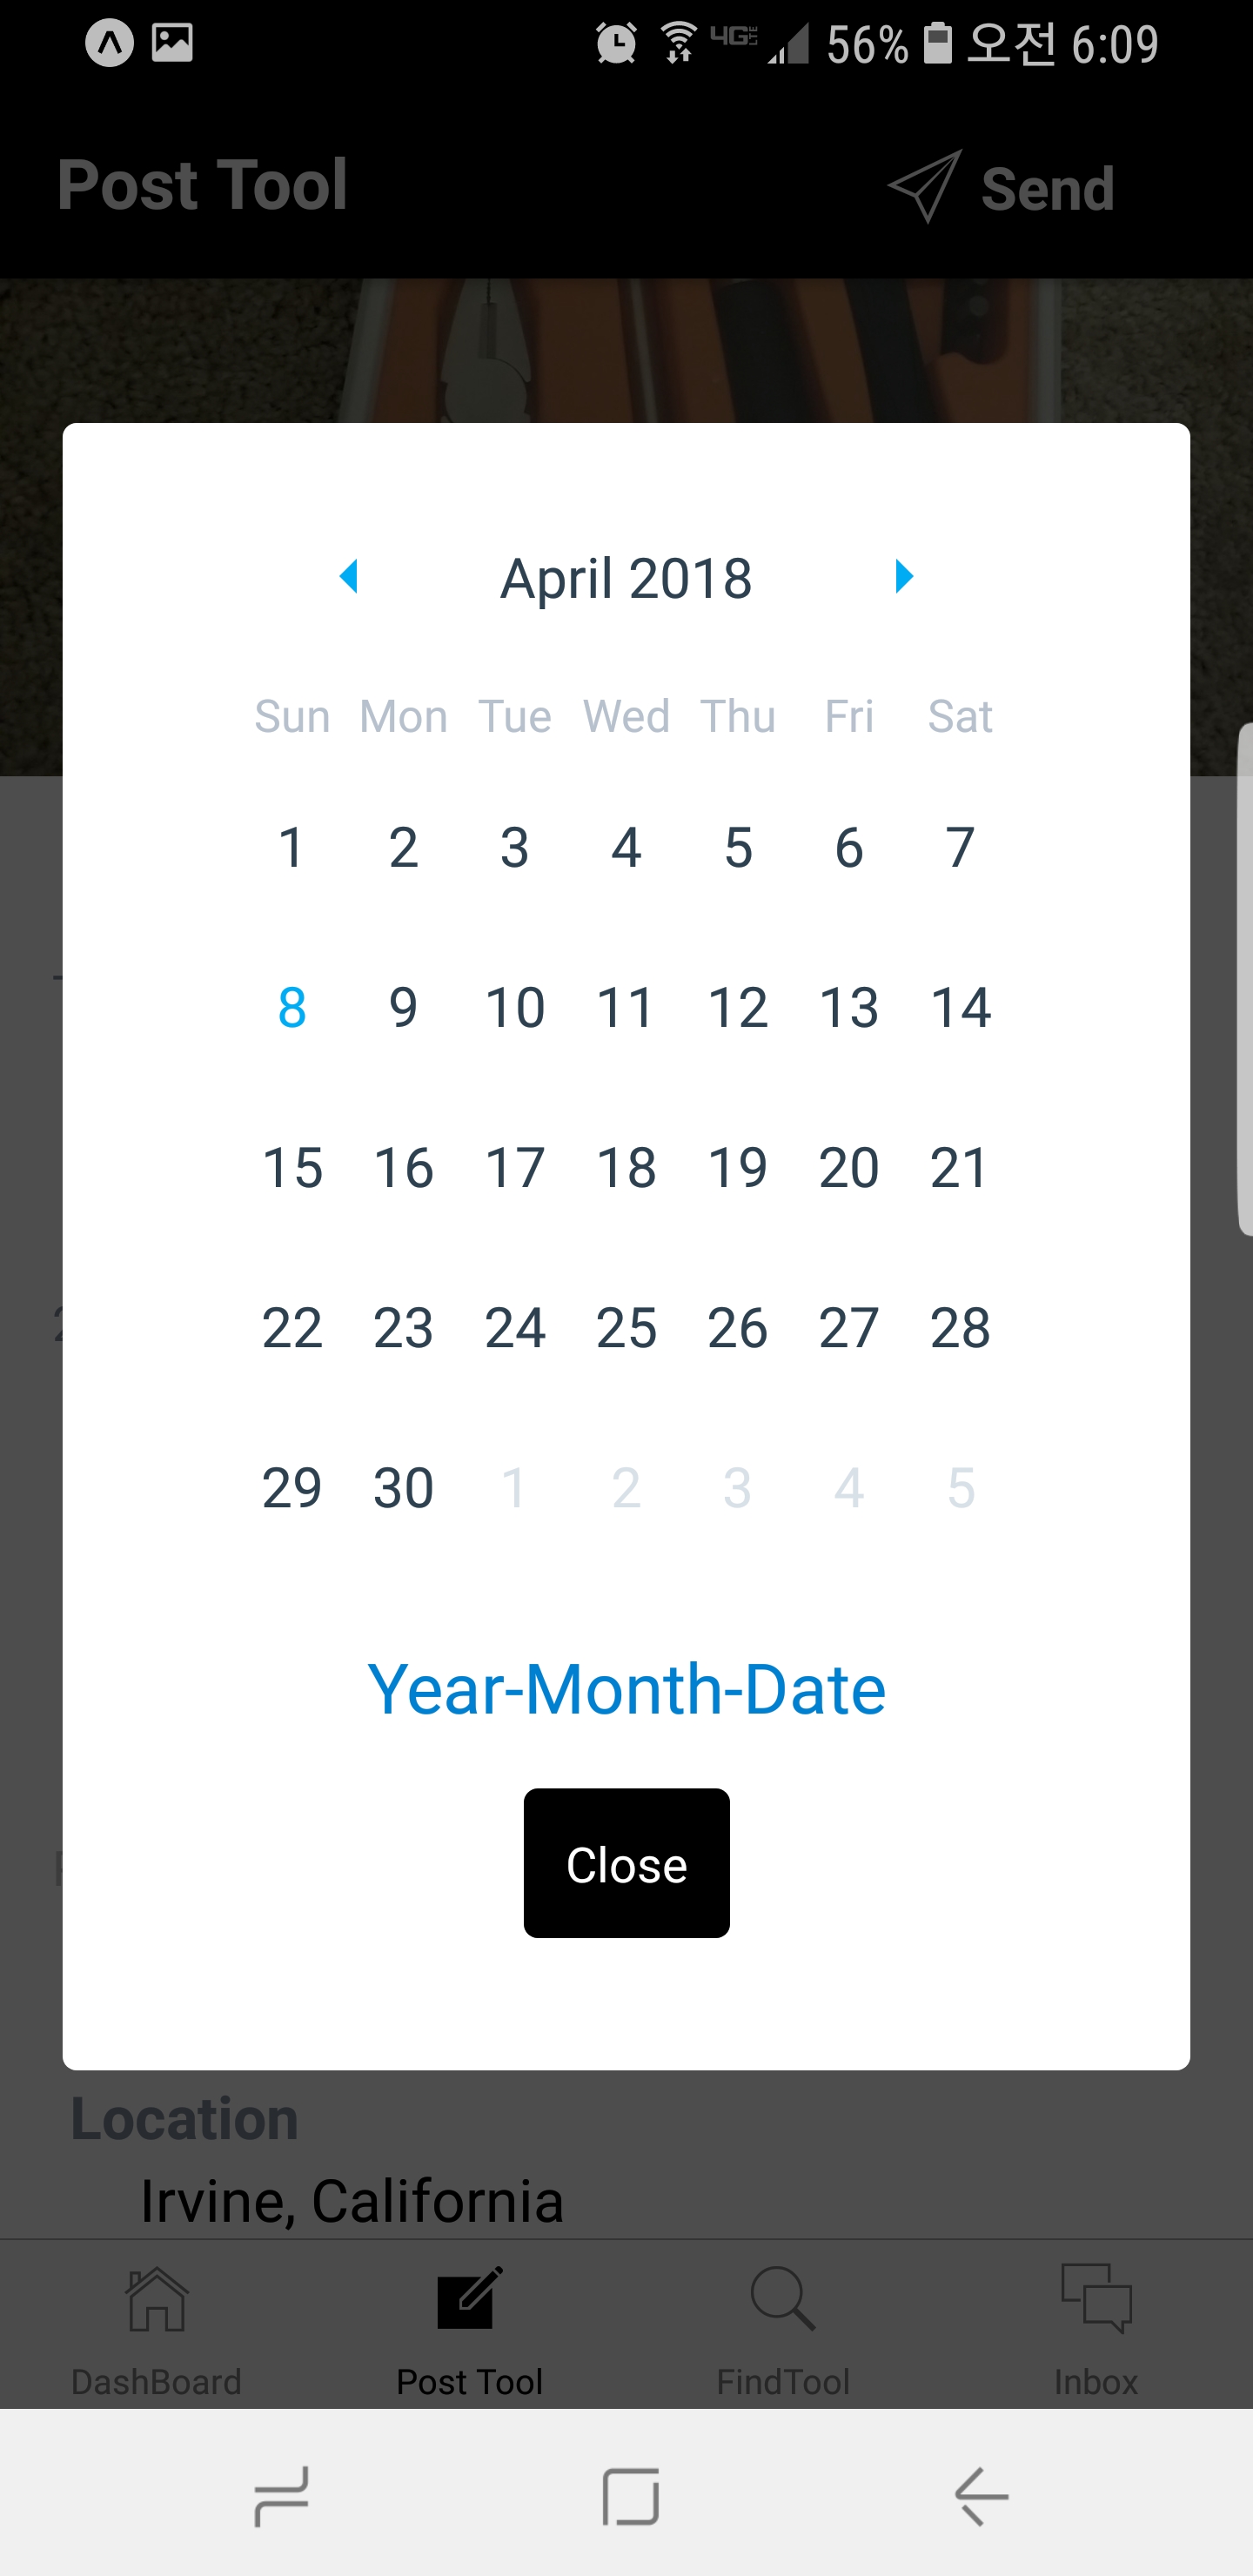 4G LTE 56% 오전 6:09
Post Tool Send
April 2018
Sun Mon Tue Wed Thu Fri Sat
1 2 3 4 5 6 7
8 9 10 11 12 13 14
15 16 17 18 19 20 21
22 23 24 25 26 27 28
29 30 1 2 3 4 5
Year-Month-Date
Close
Location
Irvine, California
DashBoard Post Tool FindTool Inbox